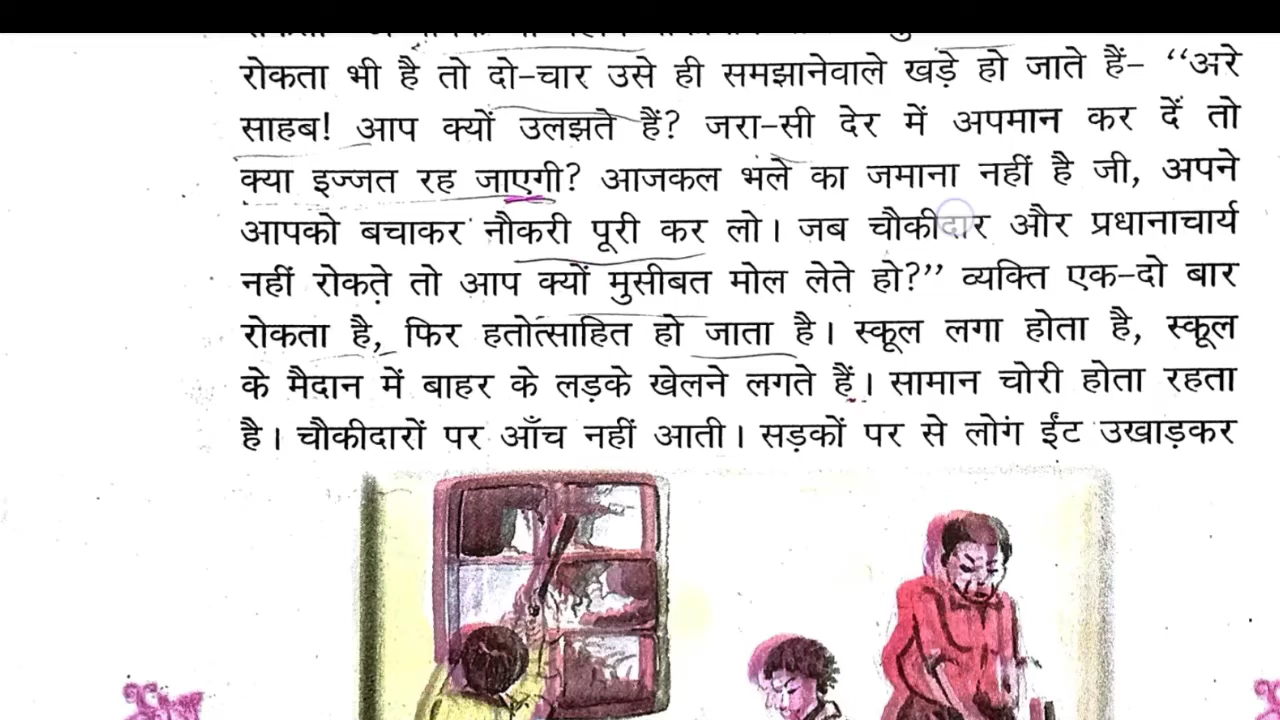 रोकता भी है तो दो-चार उसे ही समझानेवाले खड़े हो जाते हैं- “अरे
साहब! आप क्यों उलझते हैं? जरा-सी देर में अपमान कर दें तो
क्या इज्जत रह जाएगी? आजकल भले का जमाना नहीं है जी, अपने
आपको बचाकर नौकरी पूरी कर लो। जब चौकीदार और प्रधानाचार्य
नहीं रोकते तो आप क्यों मुसीबत मोल लेते हो?” व्यक्ति एक-दो बार
रोकता है, फिर हतोत्साहित हो जाता है। स्कूल लगा होता है, स्कूल
के मैदान में बाहर के लड़के खेलने लगते हैं। सामान चोरी होता रहता
है। चौकीदारों पर आँच नहीं आती। सड़कों पर से लोग ईंट उखाड़कर